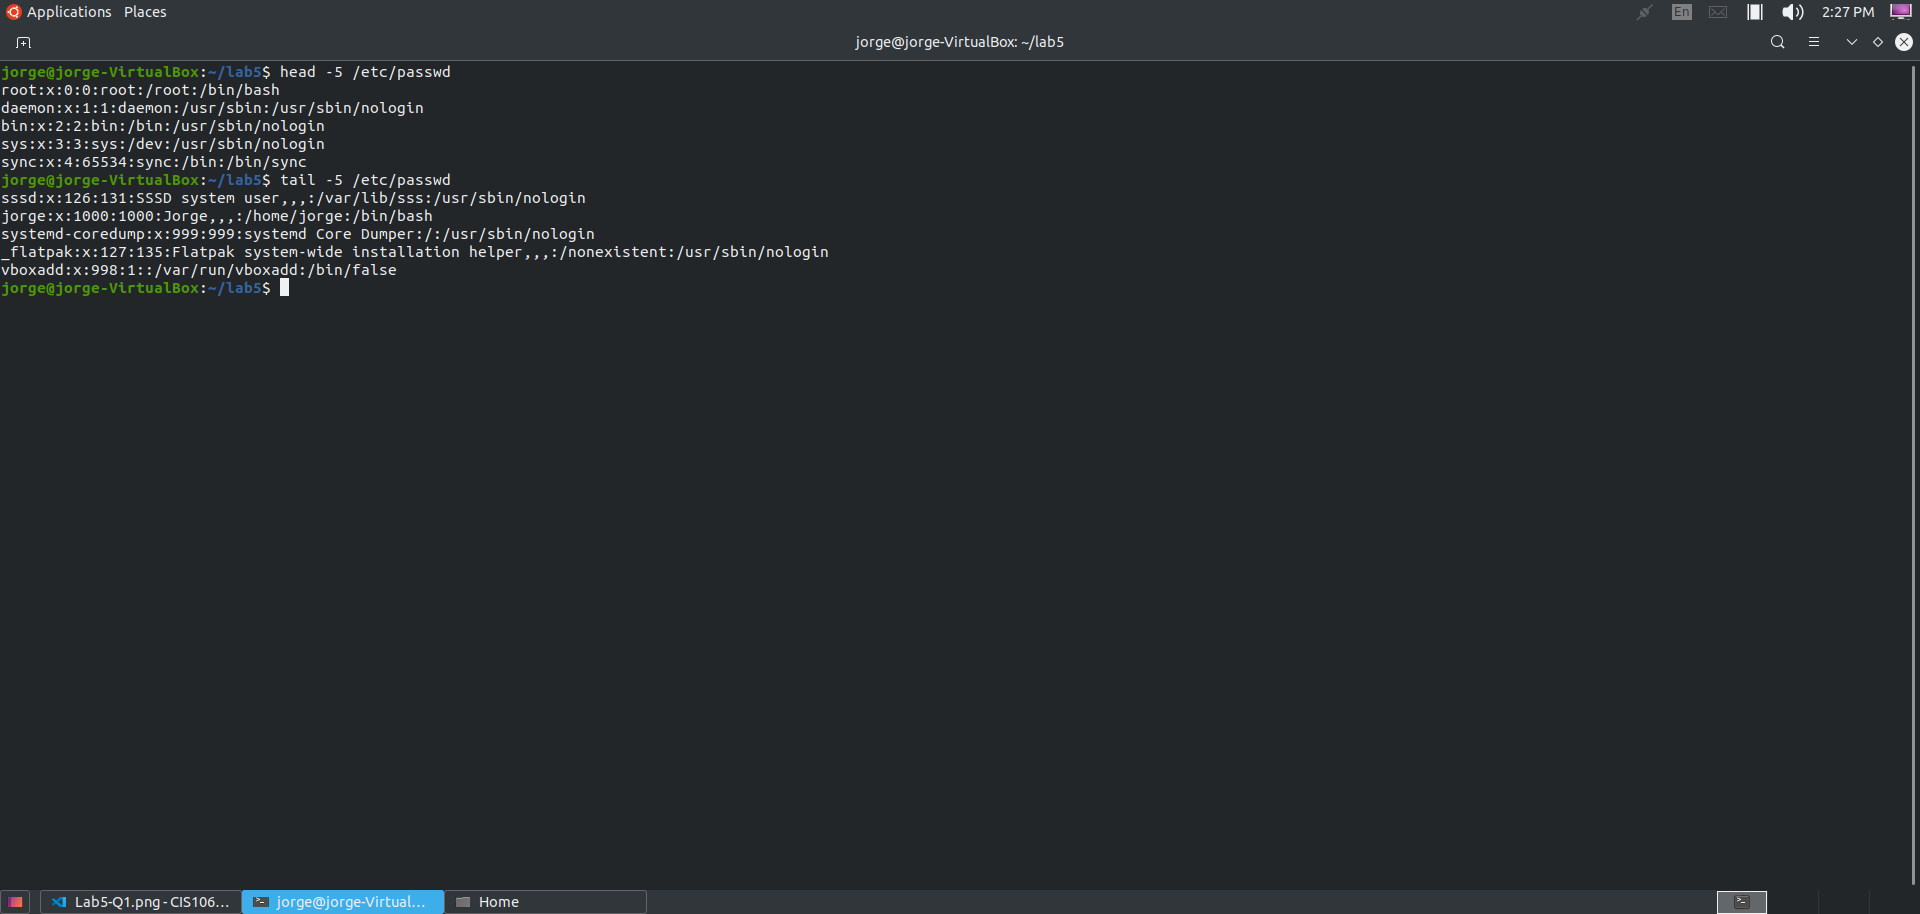 Applications Places
En
2:27 PM
jorge@jorge-VirtualBox: ~/lab5
jorge@jorge-VirtualBox:~/lab5$ head -5 /etc/passwd
root:x:0:0:root:/root:/bin/bash
daemon:x:1:1:daemon:/usr/sbin:/usr/sbin/nologin
bin:x:2:2:bin:/bin:/usr/sbin/nologin
sys:x:3:3:sys:/dev:/usr/sbin/nologin
sync:x:4:65534:sync:/bin:/bin/sync
jorge@jorge-VirtualBox:~/lab5$ tail -5 /etc/passwd
sssd:x:126:131:SSSD system user,,,:/var/lib/sss:/usr/sbin/nologin
jorge:x:1000:1000:Jorge,,,:/home/jorge:/bin/bash
systemd-coredump:x:999:999:systemd Core Dumper:/:/usr/sbin/nologin
_flatpak:x:127:135:Flatpak system-wide installation helper,,,:/nonexistent:/usr/sbin/nologin
vboxadd:x:998:1::/var/run/vboxadd:/bin/false
jorge@jorge-VirtualBox:~/lab5$
Lab5-Q1.png - CIS106...
jorge@jorge-Virtual...
Home